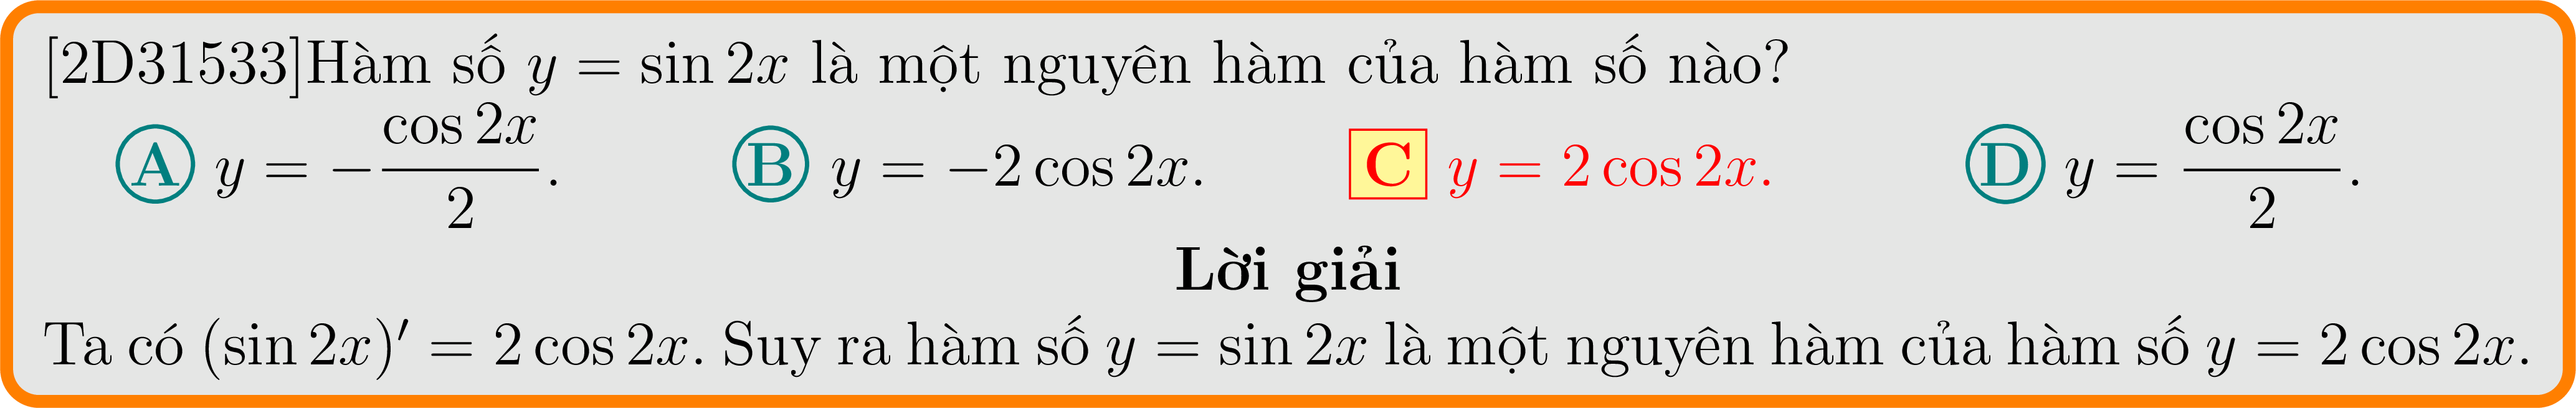 [2D31533]Hàm số y = sin 2x là một nguyên hàm của hàm số nào?
A y = −cos 2x/2. B y = −2 cos 2x. C y = 2 cos 2x. D y = cos 2x/2.
Lời giải
Ta có (sin 2x)′ = 2 cos 2x. Suy ra hàm số y = sin 2x là một nguyên hàm của hàm số y = 2 cos 2x.